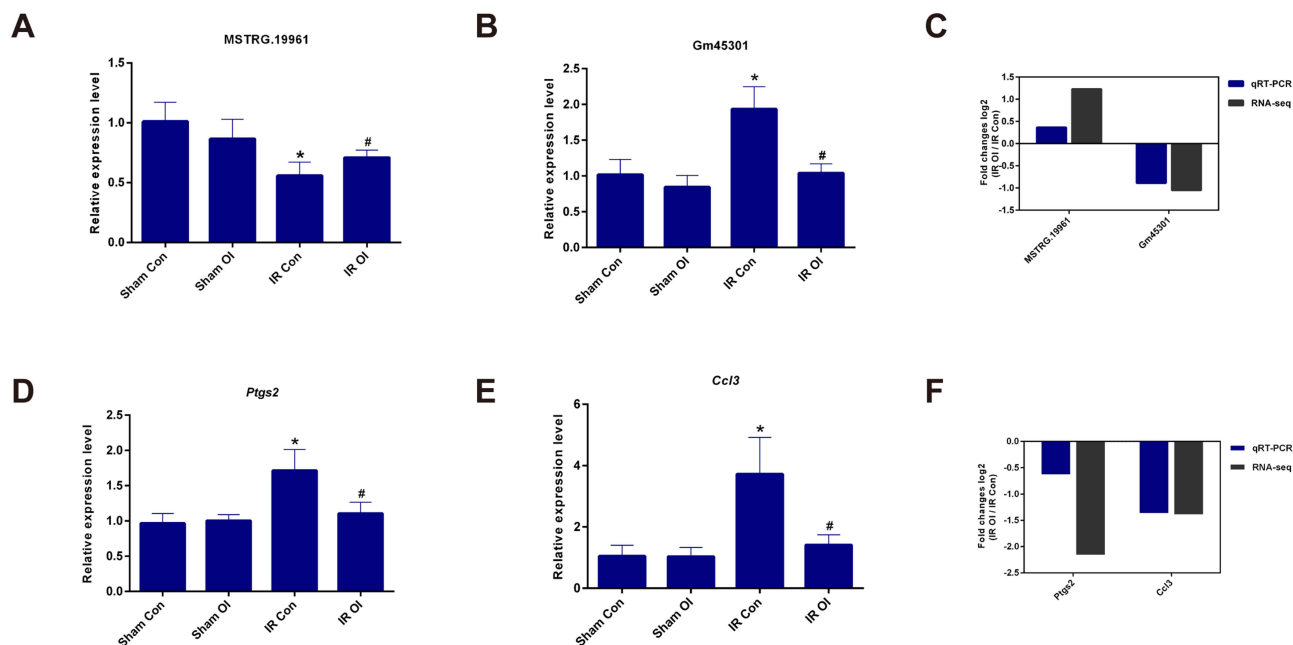 A
MSTRG.19961
Relative expression level
1.5
1.0
0.5
0.0
*
#
Sham Con
Sham OI
IR Con
IR OI
B
Gm45301
Relative expression level
2.5
2.0
1.5
1.0
0.5
0.0
*
#
Sham Con
Sham OI
IR Con
IR OI
C
Fold changes log2
(IR OI / IR Con)
1.5
1.0
0.5
0.0
-0.5
-1.0
-1.5
MSTRG.19961
Gm45301
qRT-PCR
RNA-seq
D
Ptgs2
Relative expression level
2.5
2.0
1.5
1.0
0.5
0.0
*
#
Sham Con
Sham OI
IR Con
IR OI
E
Ccl3
Relative expression level
6
4
2
0
*
#
Sham Con
Sham OI
IR Con
IR OI
F
Fold changes log2
(IR OI / IR Con)
0.0
-0.5
-1.0
-1.5
-2.0
-2.5
Ptgs2
Ccl3
qRT-PCR
RNA-seq